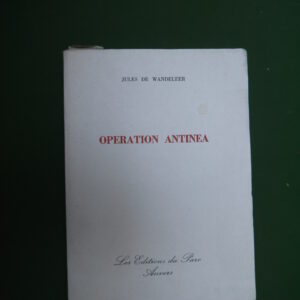 JULES DE WANDELEER
OPERATION ANTINEA
Les Editions du Parc
Anvers